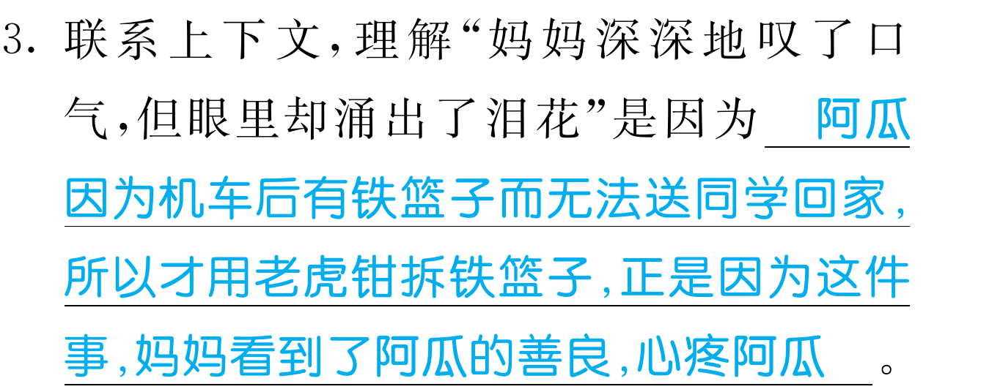 3. 联系上下文,理解“妈妈深深地叹了口
气,但眼里却涌出了泪花”是因为 阿瓜
因为机车后有铁篮子而无法送同学回家,
所以才用老虎钳拆铁篮子,正是因为这件
事,妈妈看到了阿瓜的善良,心疼阿瓜 。